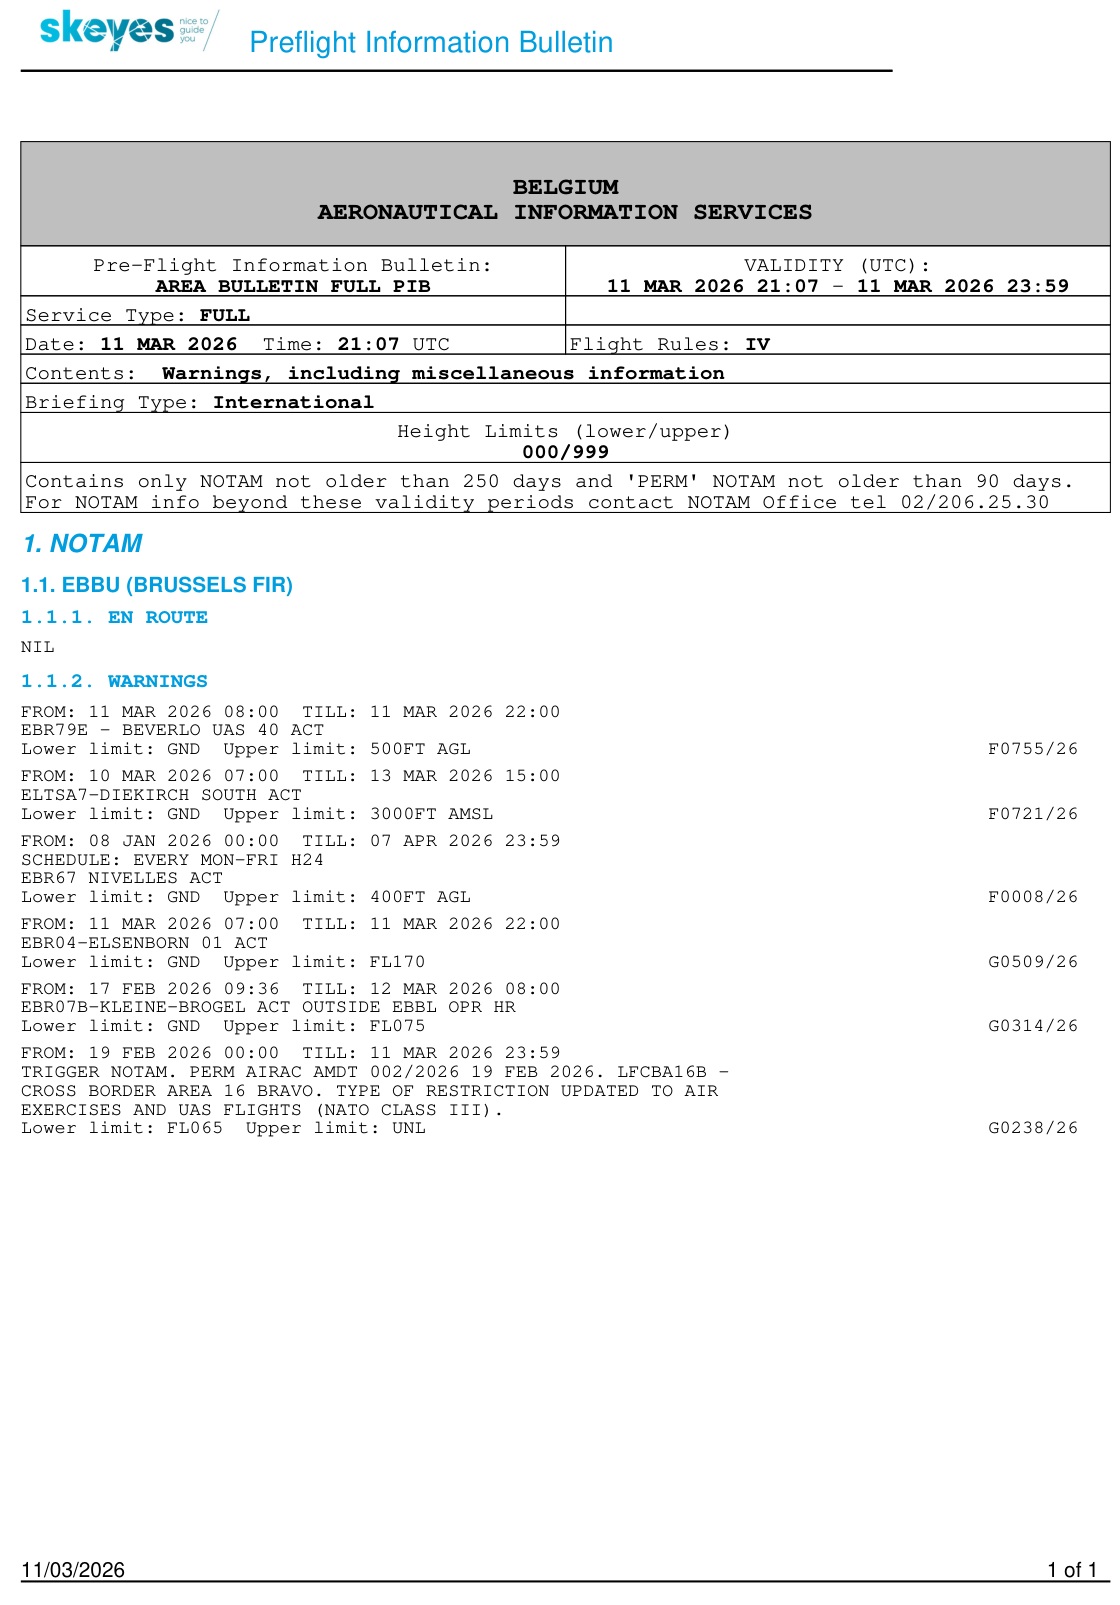 skeyes nice to guide you
Preflight Information Bulletin
BELGIUM
AERONAUTICAL INFORMATION SERVICES
Pre-Flight Information Bulletin:
AREA BULLETIN FULL PIB
VALIDITY (UTC):
11 MAR 2026 21:07 - 11 MAR 2026 23:59
Service Type: FULL
Date: 11 MAR 2026 Time: 21:07 UTC
Flight Rules: IV
Contents: Warnings, including miscellaneous information
Briefing Type: International
Height Limits (lower/upper)
000/999
Contains only NOTAM not older than 250 days and 'PERM' NOTAM not older than 90 days.
For NOTAM info beyond these validity periods contact NOTAM Office tel 02/206.25.30
1. NOTAM
1.1. EBBU (BRUSSELS FIR)
1.1.1. EN ROUTE
NIL
1.1.2. WARNINGS
FROM: 11 MAR 2026 08:00 TILL: 11 MAR 2026 22:00
EBR79E - BEVERLO UAS 40 ACT
Lower limit: GND Upper limit: 500FT AGL F0755/26
FROM: 10 MAR 2026 07:00 TILL: 13 MAR 2026 15:00
ELTSA7-DIEKIRCH SOUTH ACT
Lower limit: GND Upper limit: 3000FT AMSL F0721/26
FROM: 08 JAN 2026 00:00 TILL: 07 APR 2026 23:59
SCHEDULE: EVERY MON-FRI H24
EBR67 NIVELLES ACT
Lower limit: GND Upper limit: 400FT AGL F0008/26
FROM: 11 MAR 2026 07:00 TILL: 11 MAR 2026 22:00
EBR04-ELSENBORN 01 ACT
Lower limit: GND Upper limit: FL170 G0509/26
FROM: 17 FEB 2026 09:36 TILL: 12 MAR 2026 08:00
EBR07B-KLEINE-BROGEL ACT OUTSIDE EBBL OPR HR
Lower limit: GND Upper limit: FL075 G0314/26
FROM: 19 FEB 2026 00:00 TILL: 11 MAR 2026 23:59
TRIGGER NOTAM. PERM AIRAC AMDT 002/2026 19 FEB 2026. LFCBA16B -
CROSS BORDER AREA 16 BRAVO. TYPE OF RESTRICTION UPDATED TO AIR
EXERCISES AND UAS FLIGHTS (NATO CLASS III).
Lower limit: FL065 Upper limit: UNL G0238/26
11/03/2026 1 of 1